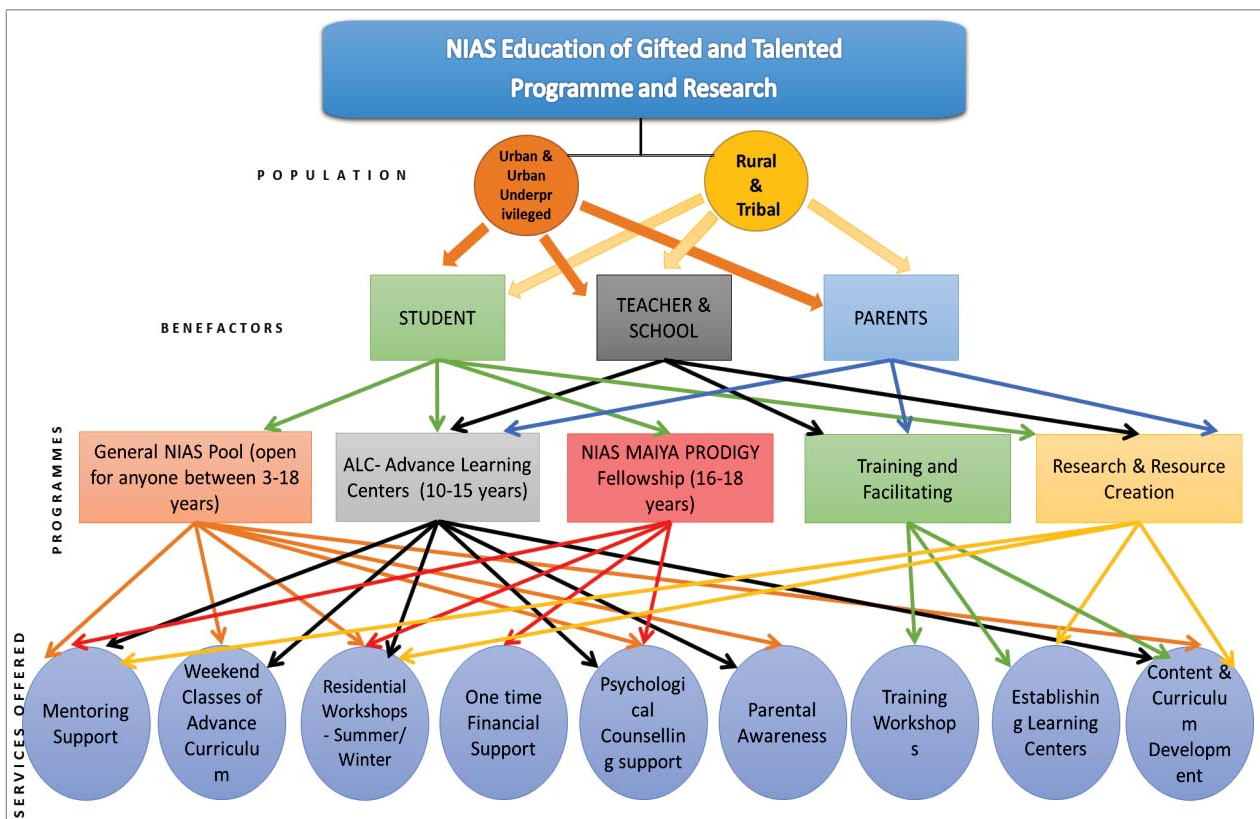 NIAS Education of Gifted and Talented
Programme and Research
POPULATION
Urban &
Urban
Underpr
ivileged
Rural
&
Tribal
BENEFACTORS
STUDENT
TEACHER &
SCHOOL
PARENTS
PROGRAMMES
General NIAS Pool (open
for anyone between 3-18
years)
ALC- Advance Learning
Centers (10-15 years)
NIAS MAIYA PRODIGY
Fellowship (16-18
years)
Training and
Facilitating
Research & Resource
Creation
SERVICES OFFERED
Mentoring
Support
Weekend
Classes of
Advance
Curriculu
m
Residential
Workshops
- Summer/
Winter
One time
Financial
Support
Psychologi
cal
Counsellin
g support
Parental
Awareness
Training
Workshop
s
Establishin
g Learning
Centers
Content &
Curriculu
m
Developm
ent